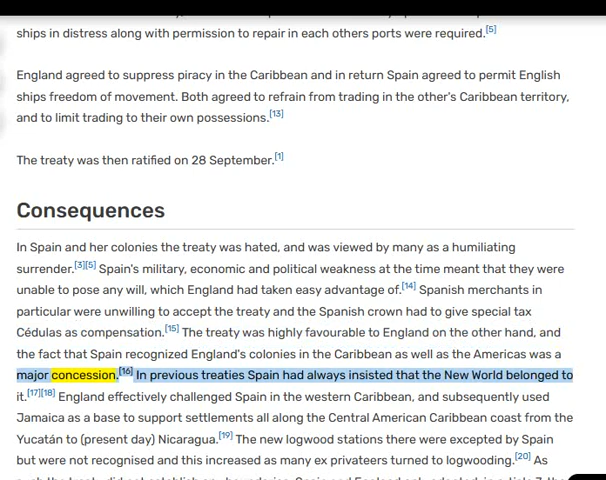 ships in distress along with permission to repair in each others ports were required.[5]
England agreed to suppress piracy in the Caribbean and in return Spain agreed to permit English
ships freedom of movement. Both agreed to refrain from trading in the other's Caribbean territory,
and to limit trading to their own possessions.[13]
The treaty was then ratified on 28 September.[1]
Consequences
In Spain and her colonies the treaty was hated, and was viewed by many as a humiliating
surrender.[3][5] Spain's military, economic and political weakness at the time meant that they were
unable to pose any will, which England had taken easy advantage of.[14] Spanish merchants in
particular were unwilling to accept the treaty and the Spanish crown had to give special tax
Cédulas as compensation.[15] The treaty was highly favourable to England on the other hand, and
the fact that Spain recognized England's colonies in the Caribbean as well as the Americas was a
major concession.[16] In previous treaties Spain had always insisted that the New World belonged to
it.[17][18] England effectively challenged Spain in the western Caribbean, and subsequently used
Jamaica as a base to support settlements all along the Central American Caribbean coast from the
Yucatán to (present day) Nicaragua.[19] The new logwood stations there were excepted by Spain
but were not recognised and this increased as many ex privateers turned to logwooding.[20] As